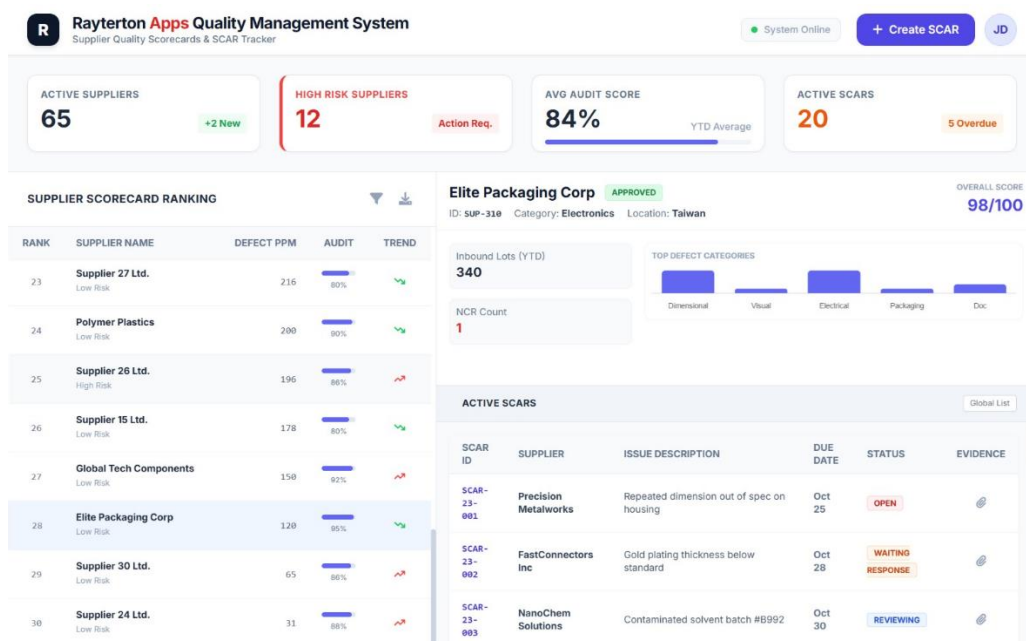 R
Rayterton Apps Quality Management System
Supplier Quality Scorecards & SCAR Tracker
System Online
+ Create SCAR
JD
ACTIVE SUPPLIERS
65
+2 New
HIGH RISK SUPPLIERS
12
Action Req.
AVG AUDIT SCORE
84%
YTD Average
ACTIVE SCARS
20
5 Overdue
SUPPLIER SCORECARD RANKING
RANK SUPPLIER NAME DEFECT PPM AUDIT TREND
23 Supplier 27 Ltd. 216
Low Risk 80%
24 Polymer Plastics 200
Low Risk 90%
25 Supplier 26 Ltd. 196
High Risk 86%
26 Supplier 15 Ltd. 178
Low Risk 80%
27 Global Tech Components 150
Low Risk 92%
28 Elite Packaging Corp 120
Low Risk 95%
29 Supplier 30 Ltd. 65
Low Risk 86%
30 Supplier 24 Ltd. 31
Low Risk 88%
Elite Packaging Corp APPROVED
ID: SUP-310 Category: Electronics Location: Taiwan
OVERALL SCORE
98/100
Inbound Lots (YTD)
340
NCR Count
1
TOP DEFECT CATEGORIES
Dimensional Visual Electrical Packaging Doc
ACTIVE SCARS
Global List
SCAR ID SUPPLIER ISSUE DESCRIPTION DUE DATE STATUS EVIDENCE
SCAR-23-001 Precision Metalworks Repeated dimension out of spec on housing Oct 25 OPEN
SCAR-23-002 FastConnectors Inc Gold plating thickness below standard Oct 28 WAITING RESPONSE
SCAR-23-003 NanoChem Solutions Contaminated solvent batch #B992 Oct 30 REVIEWING